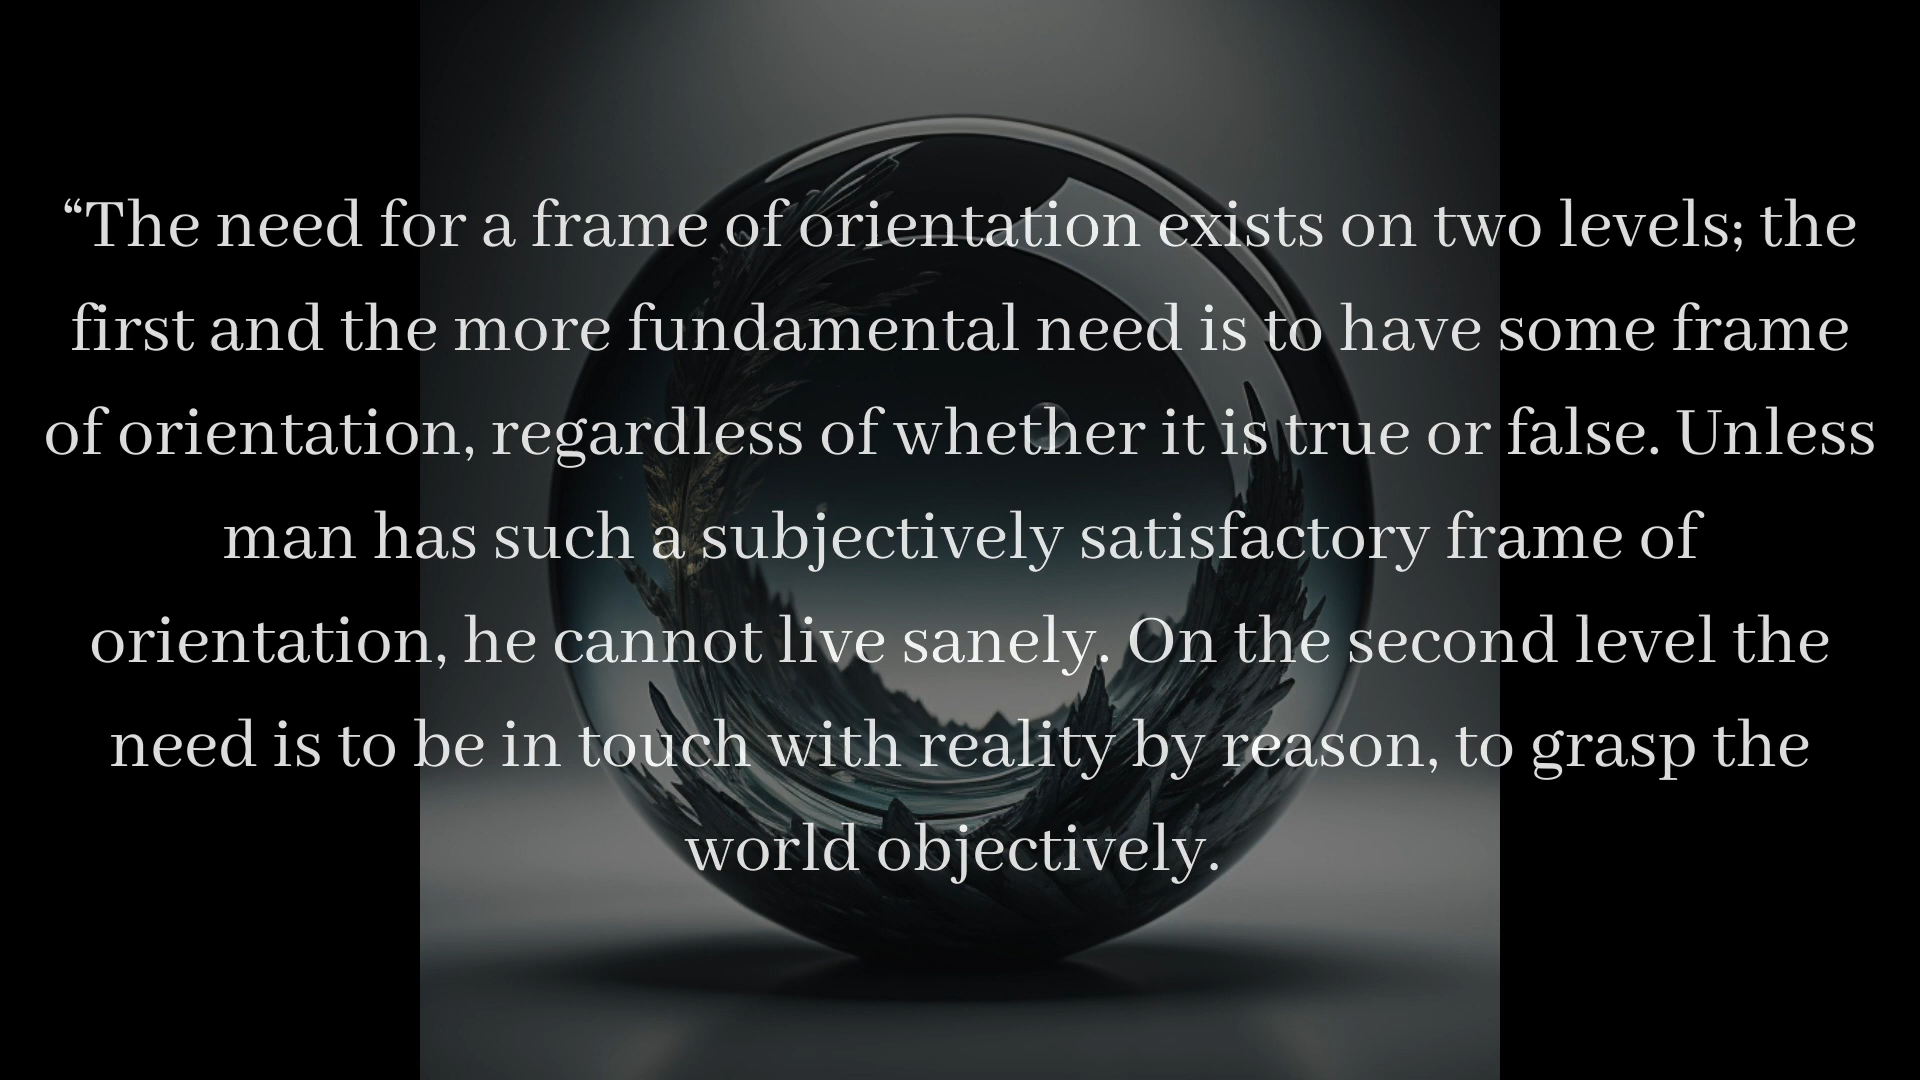 “The need for a frame of orientation exists on two levels; the
first and the more fundamental need is to have some frame
of orientation, regardless of whether it is true or false. Unless
man has such a subjectively satisfactory frame of
orientation, he cannot live sanely. On the second level the
need is to be in touch with reality by reason, to grasp the
world objectively.